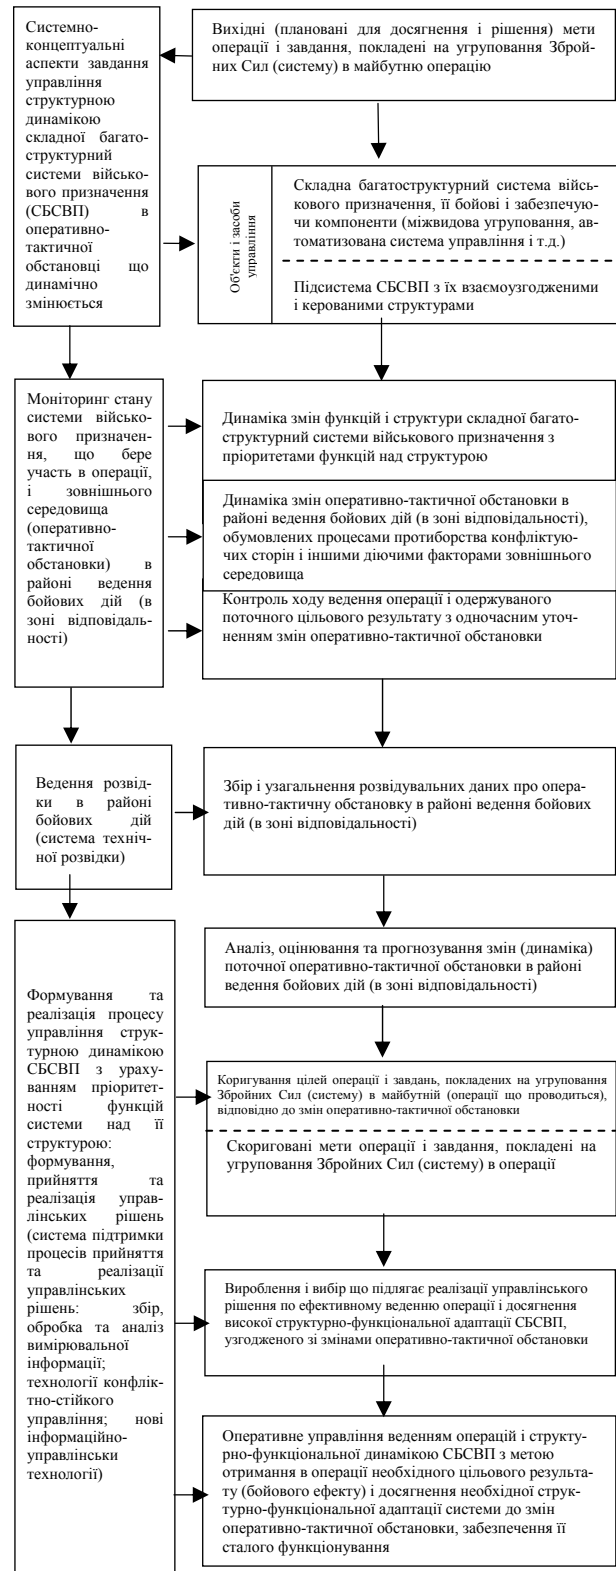 Системно-
концептуальні
аспекти завдання
управління
структурною
динамікою
складної багато-
структурний
системи військо-
вого призначення
(СБСВП) в
оперативно-
тактичної
обстановці що
динамічно
змінюється
Вихідні (плановані для досягнення і рішення) мети
операції і завдання, покладені на угруповання Зброй-
них Сил (систему) в майбутню операцію
Об'єкти і засоби
управління
Складна багатоструктурний система війсь-
кового призначення, її бойові і забезпечую-
чи компоненти (міжвидова угруповання, ав-
томатизована система управління і т.д.)
Підсистема СБСВП з їх взаємоузгодженими
і керованими структурами
Моніторинг стану
системи військо-
вого призначен-
ня, що бере
участь в операції,
і зовнішнього
середовища
(оперативно-
тактичної
обстановки) в
районі ведення
бойових дій (в
зоні відповідаль-
ності)
Динаміка змін функцій і структури складної багато-
структурний системи військового призначення з
пріоритетами функцій над структурою
Динаміка змін оперативно-тактичної обстановки в
районі ведення бойових дій (в зоні відповідальності),
обумовлених процесами протиборства конфліктую-
чих сторін і іншими діючими факторами зовнішнього
середовища
Контроль ходу ведення операції і одержуваного
поточного цільового результату з одночасним уточ-
ненням змін оперативно-тактичної обстановки
Ведення розвід-
ки в районі
бойових дій
(система техніч-
ної розвідки)
Збір і узагальнення розвідувальних даних про опе-
ративно-тактичну обстановку в районі ведення бойових
дій (в зоні відповідальності)
Аналіз, оцінювання та прогнозування змін (динаміка)
поточної оперативно-тактичної обстановки в районі
ведення бойових дій (в зоні відповідальності)
Формування та
реалізація процесу
управління струк-
турною динамікою
СБСВП з ураху-
ванням пріоритет-
ності функцій
системи над її
структурою:
формування,
прийняття та
реалізація управ-
лінських рішень
(система підтримки
процесів прийняття
та реалізації
управлінських
рішень: збір,
обробка та аналіз
вимірювальної
інформації;
технології конфлік-
тно-стійкого
управління; нові
інформаційно-
управлінськи
технології)
Коригування цілей операції і завдань, покладених на угруповання
Збройних Сил (систему) в майбутній (операції що проводиться),
відповідно до змін оперативно-тактичної обстановки
Скориговані мети операції і завдання, покладені на
угруповання Збройних Сил (систему) в операції
Вироблення і вибір що підлягає реалізації управлінського
рішення по ефективному веденню операції і досягнення
високої структурно-функціональної адаптації СБСВП,
узгодженого зі змінами оперативно-тактичної обстановки
Оперативне управління веденням операцій і структу-
рно-функціональної динамікою СБСВП з метою
отримання в операції необхідного цільового результа-
ту (бойового ефекту) і досягнення необхідної структ-
урно-функціональної адаптації системи до змін
оперативно-тактичної обстановки, забезпечення її
сталого функціонування